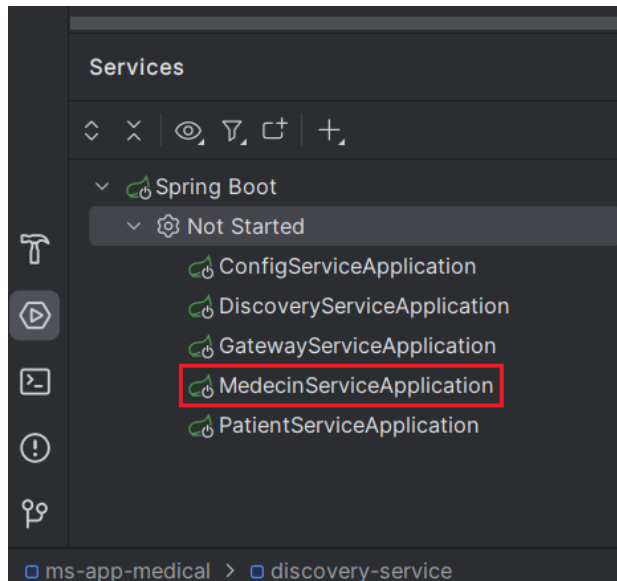 Services
Spring Boot
Not Started
ConfigServiceApplication
DiscoveryServiceApplication
GatewayServiceApplication
MedecinServiceApplication
PatientServiceApplication
ms-app-medical > discovery-service